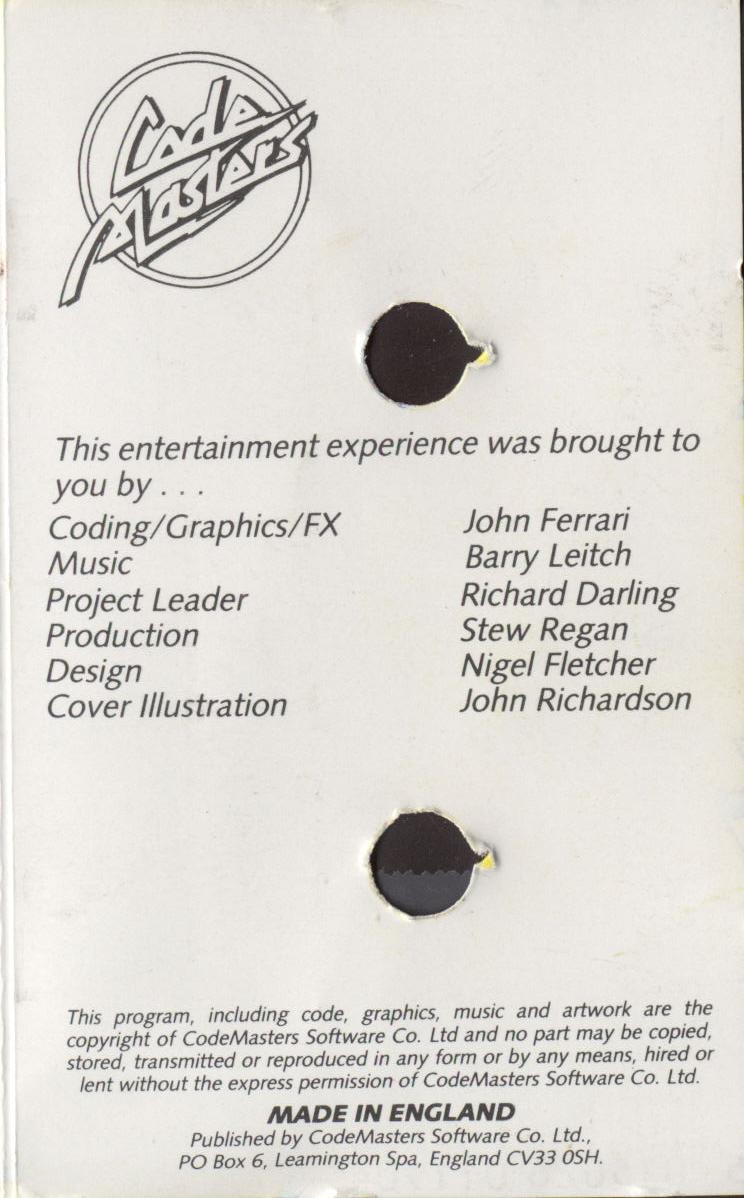 Code
Masters
This entertainment experience was brought to
you by . . .
Coding/Graphics/FX John Ferrari
Music Barry Leitch
Project Leader Richard Darling
Production Stew Regan
Design Nigel Fletcher
Cover Illustration John Richardson
This program, including code, graphics, music and artwork are the
copyright of CodeMasters Software Co. Ltd and no part may be copied,
stored, transmitted or reproduced in any form or by any means, hired or
lent without the express permission of CodeMasters Software Co. Ltd.
MADE IN ENGLAND
Published by CodeMasters Software Co. Ltd.,
PO Box 6, Leamington Spa, England CV33 0SH.